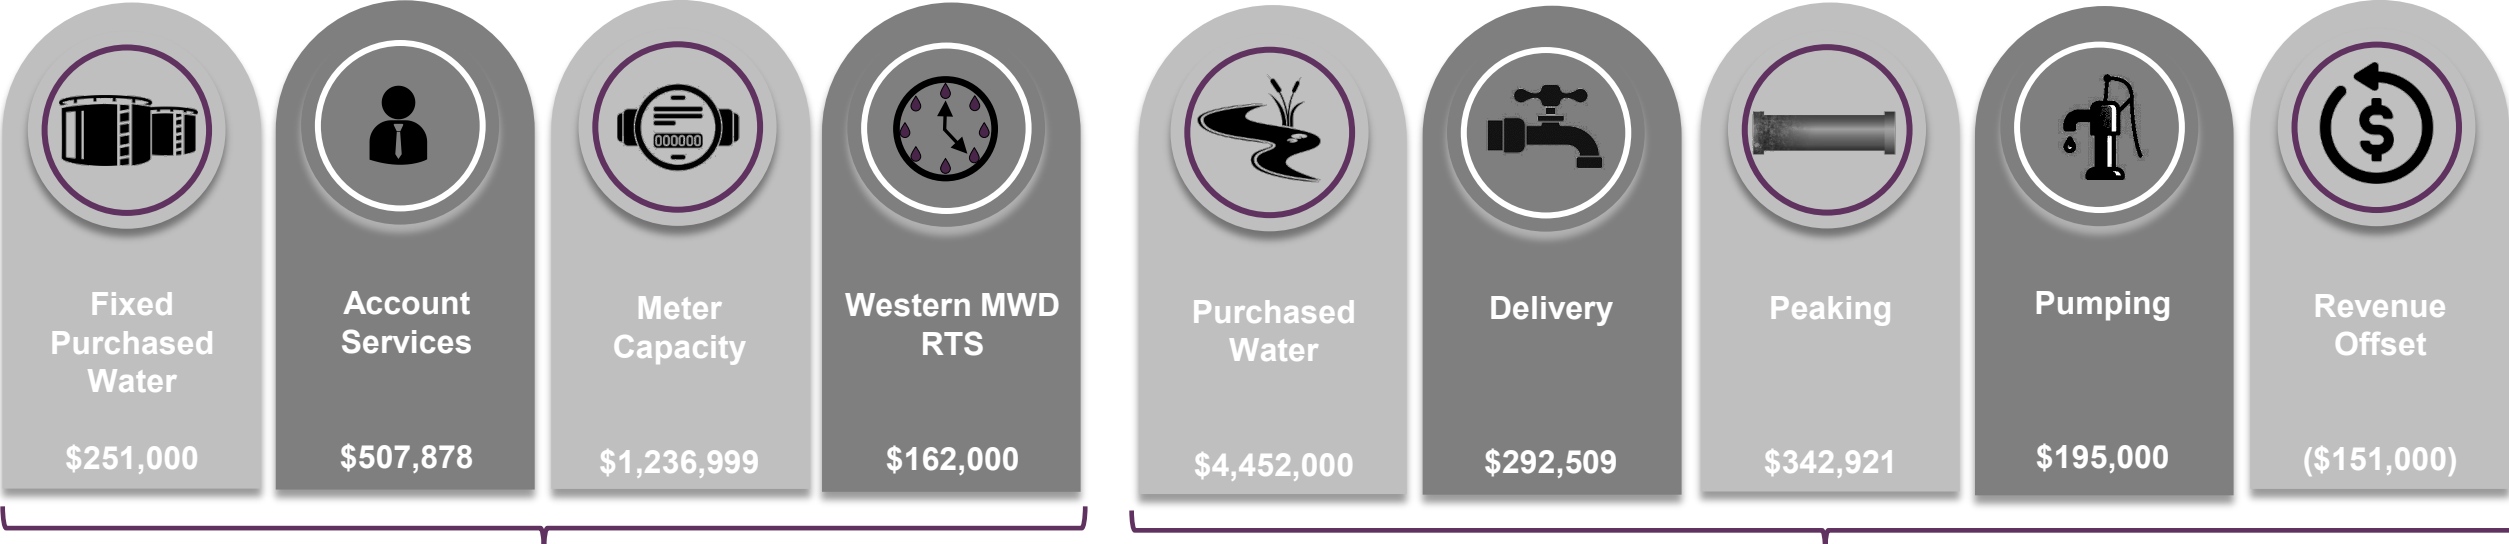 Fixed
Purchased
Water
$251,000
Account
Services
$507,878
Meter
Capacity
$1,236,999
Western MWD
RTS
$162,000
Purchased
Water
$4,452,000
Delivery
$292,509
Peaking
$342,921
Pumping
$195,000
Revenue
Offset
($151,000)